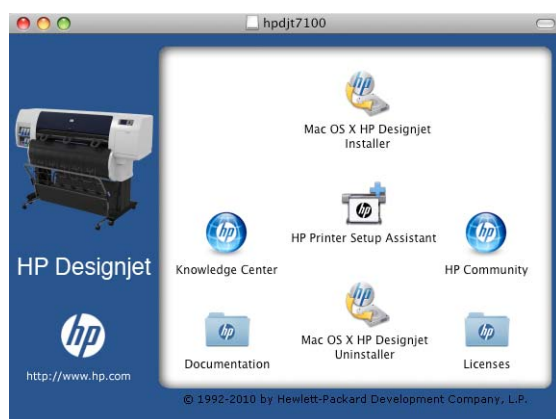 hpdjt7100
Mac OS X HP Designjet
Installer
HP Printer Setup Assistant
Knowledge Center
HP Community
HP Designjet
Mac OS X HP Designjet
Uninstaller
Documentation
Licenses
hp
http://www.hp.com
© 1992-2010 by Hewlett-Packard Development Company, L.P.